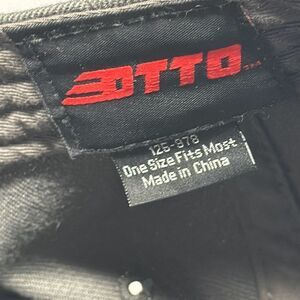 OTTO
125-978
One Size Fits Most
Made in China